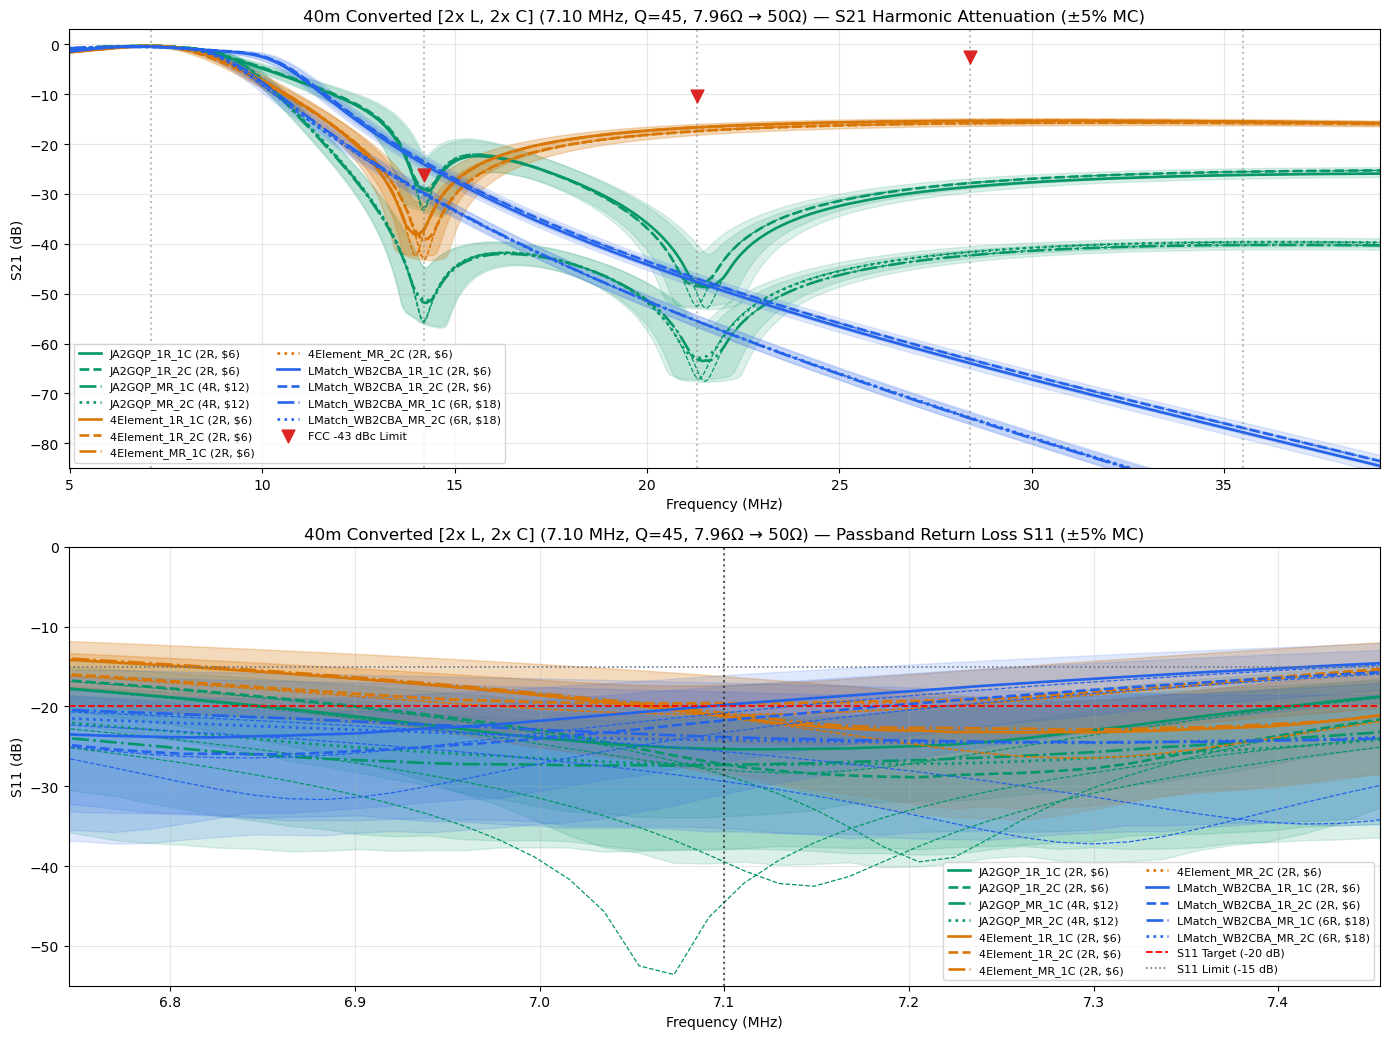 40m Converted [2x L, 2x C] (7.10 MHz, Q=45, 7.96Ω → 50Ω) — S21 Harmonic Attenuation (±5% MC)
0
−10
−20
−30
−40
−50
−60
−70
−80
S21 (dB)
JA2GQP_1R_1C (2R, $6)
JA2GQP_1R_2C (2R, $6)
JA2GQP_MR_1C (4R, $12)
JA2GQP_MR_2C (4R, $12)
4Element_1R_1C (2R, $6)
4Element_1R_2C (2R, $6)
4Element_MR_1C (2R, $6)
4Element_MR_2C (2R, $6)
LMatch_WB2CBA_1R_1C (2R, $6)
LMatch_WB2CBA_1R_2C (2R, $6)
LMatch_WB2CBA_MR_1C (6R, $18)
LMatch_WB2CBA_MR_2C (6R, $18)
FCC -43 dBc Limit
5 10 15 20 25 30 35
Frequency (MHz)
40m Converted [2x L, 2x C] (7.10 MHz, Q=45, 7.96Ω → 50Ω) — Passband Return Loss S11 (±5% MC)
0
−10
−20
−30
−40
−50
S11 (dB)
JA2GQP_1R_1C (2R, $6)
JA2GQP_1R_2C (2R, $6)
JA2GQP_MR_1C (4R, $12)
JA2GQP_MR_2C (4R, $12)
4Element_1R_1C (2R, $6)
4Element_1R_2C (2R, $6)
4Element_MR_1C (2R, $6)
4Element_MR_2C (2R, $6)
LMatch_WB2CBA_1R_1C (2R, $6)
LMatch_WB2CBA_1R_2C (2R, $6)
LMatch_WB2CBA_MR_1C (6R, $18)
LMatch_WB2CBA_MR_2C (6R, $18)
S11 Target (-20 dB)
S11 Limit (-15 dB)
6.8 6.9 7.0 7.1 7.2 7.3 7.4
Frequency (MHz)